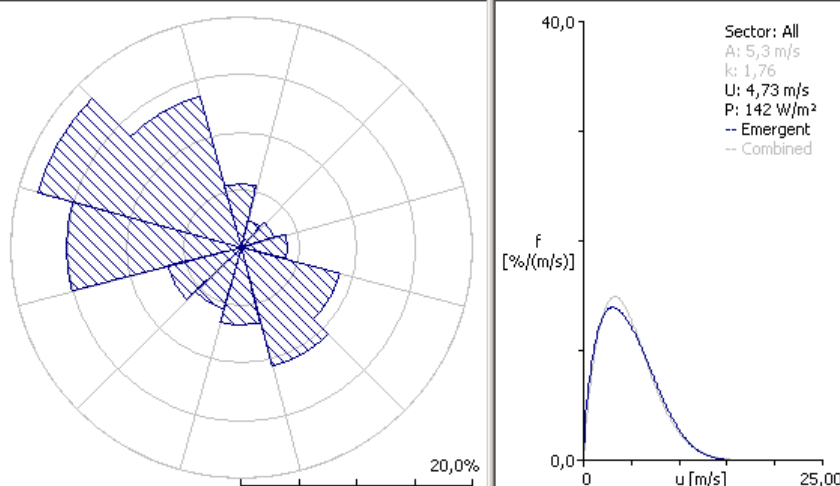 20,0%
40,0
Sector: All
A: 5,3 m/s
k: 1,76
U: 4,73 m/s
P: 142 W/m²
-- Emergent
-- Combined
f
[%/(m/s)]
0,0
0
u [m/s]
25,00